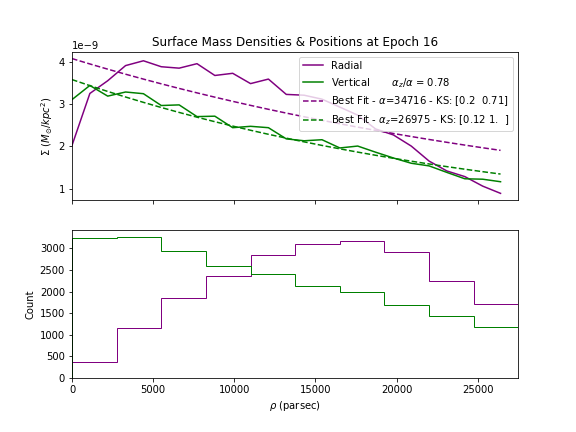 Surface Mass Densities & Positions at Epoch 16
1e−9
4
3
2
1
Σ (M⊙/kpc²)
Radial
Vertical α_z/α = 0.78
Best Fit - α=34716 - KS: [0.2 0.71]
Best Fit - α_z=26975 - KS: [0.12 1. ]
3000
2500
2000
1500
1000
500
0
Count
0 5000 10000 15000 20000 25000
ρ (parsec)